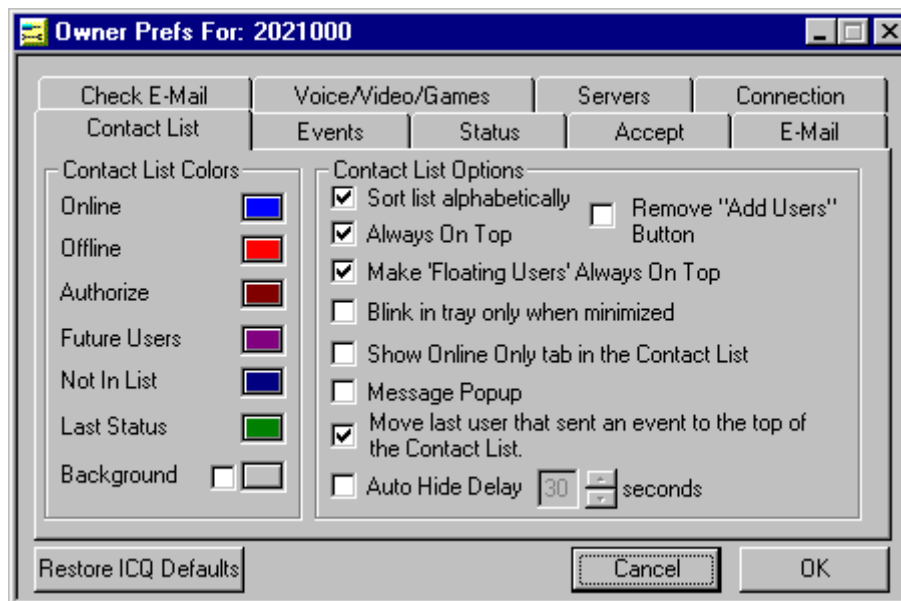 Owner Prefs For: 2021000
Check E-Mail
Voice/Video/Games
Servers
Connection
Contact List
Events
Status
Accept
E-Mail
Contact List Colors
Online
Offline
Authorize
Future Users
Not In List
Last Status
Background
Contact List Options
Sort list alphabetically
Remove "Add Users"
Button
Always On Top
Make 'Floating Users' Always On Top
Blink in tray only when minimized
Show Online Only tab in the Contact List
Message Popup
Move last user that sent an event to the top of
the Contact List.
Auto Hide Delay 30 seconds
Restore ICQ Defaults
Cancel
OK